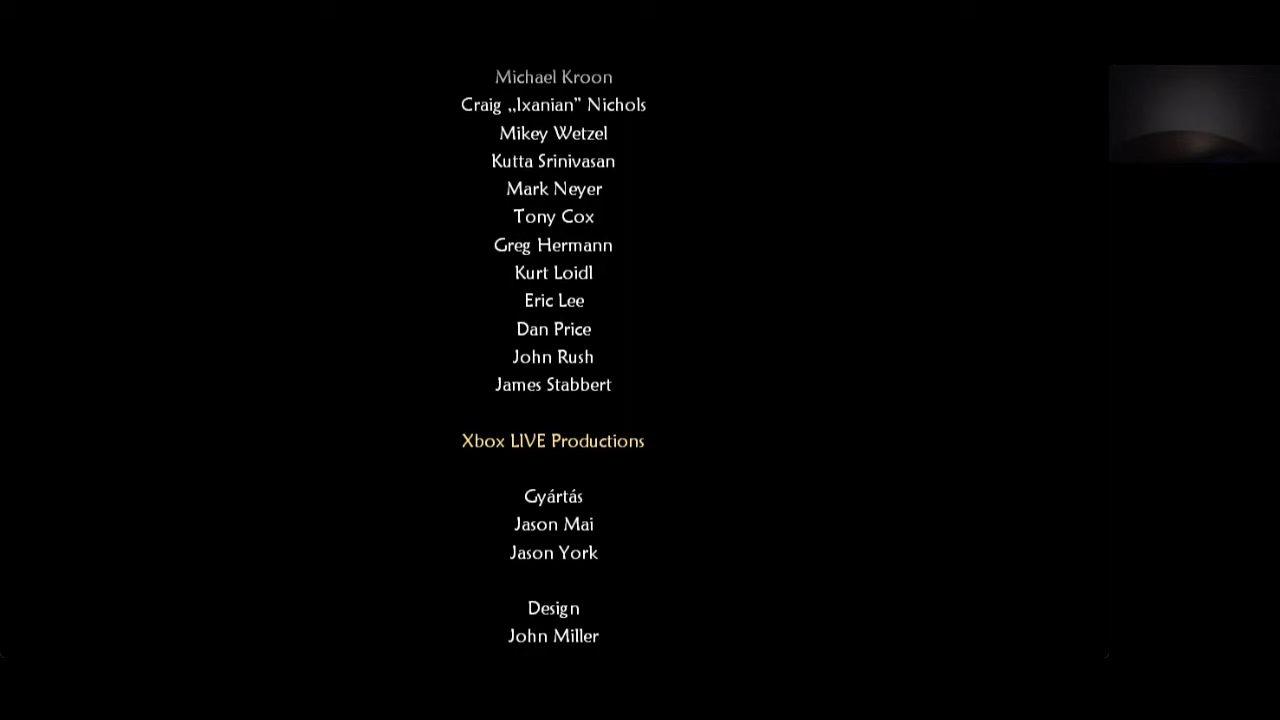 Michael Kroon
Craig „Ixanian” Nichols
Mikey Wetzel
Kutta Srinivasan
Mark Neyer
Tony Cox
Greg Hermann
Kurt Loidl
Eric Lee
Dan Price
John Rush
James Stabbert
Xbox LIVE Productions
Gyártás
Jason Mai
Jason York
Design
John Miller